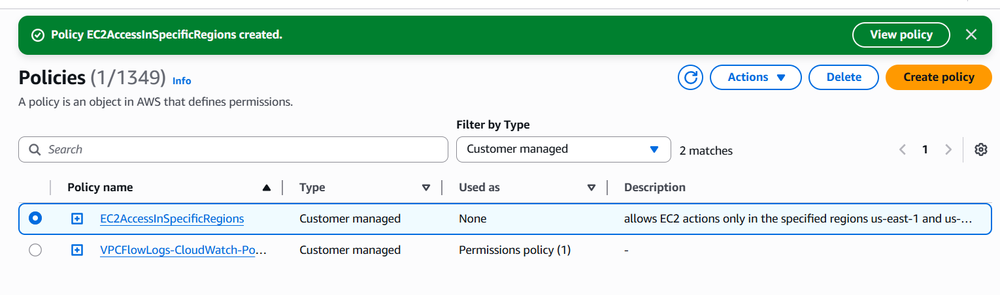 Policy EC2AccessInSpecificRegions created. View policy
Policies (1/1349) Info
Actions Delete Create policy
A policy is an object in AWS that defines permissions.
Filter by Type
Search Customer managed 2 matches 1
Policy name Type Used as Description
EC2AccessInSpecificRegions Customer managed None allows EC2 actions only in the specified regions us-east-1 and us-...
VPCFlowLogs-CloudWatch-Po... Customer managed Permissions policy (1) -